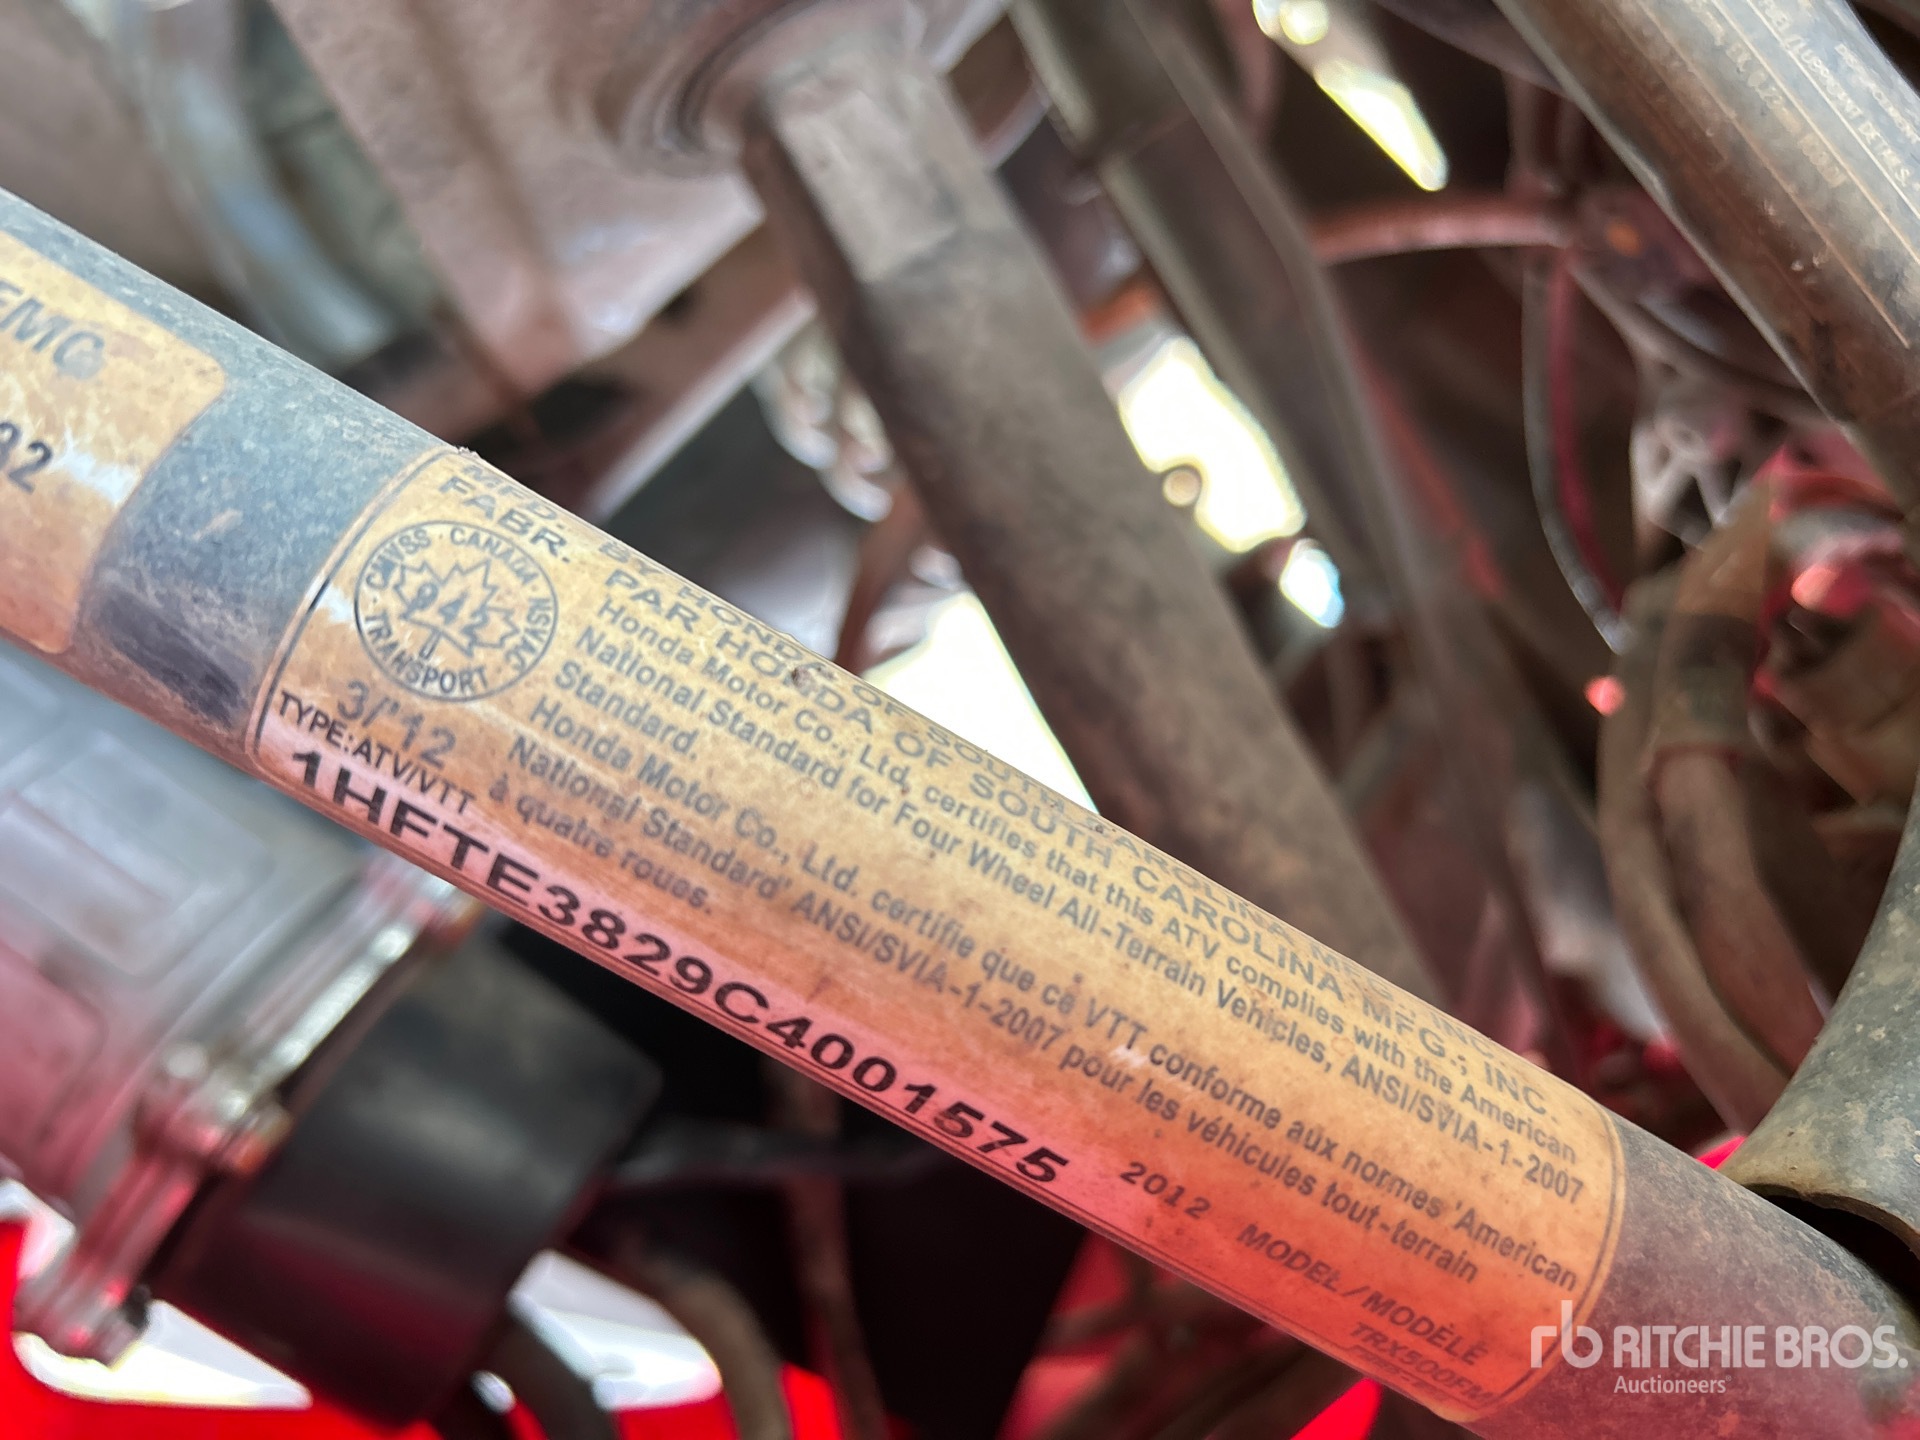 EMC
92
MFD. BY HONDA OF SOUTH CAROLINA MFG., INC.
FABR. PAR HONDA OF SOUTH CAROLINA MFG., INC.
CMVSS · CANADA · NSVAC · TRANSPORT
942
Honda Motor Co., Ltd. certifies that this ATV complies with the American
National Standard for Four Wheel All-Terrain Vehicles, ANSI/SVIA-1-2007
Standard.
Honda Motor Co., Ltd. certifie que ce VTT conforme aux normes 'American
National Standard' ANSI/SVIA-1-2007 pour les véhicules tout-terrain
à quatre roues.
3/'12
TYPE:ATV/VTT
1HFTE3829C4001575 2012 MODEL/MODÈLE
TRX500FM
rb RITCHIE BROS.
Auctioneers